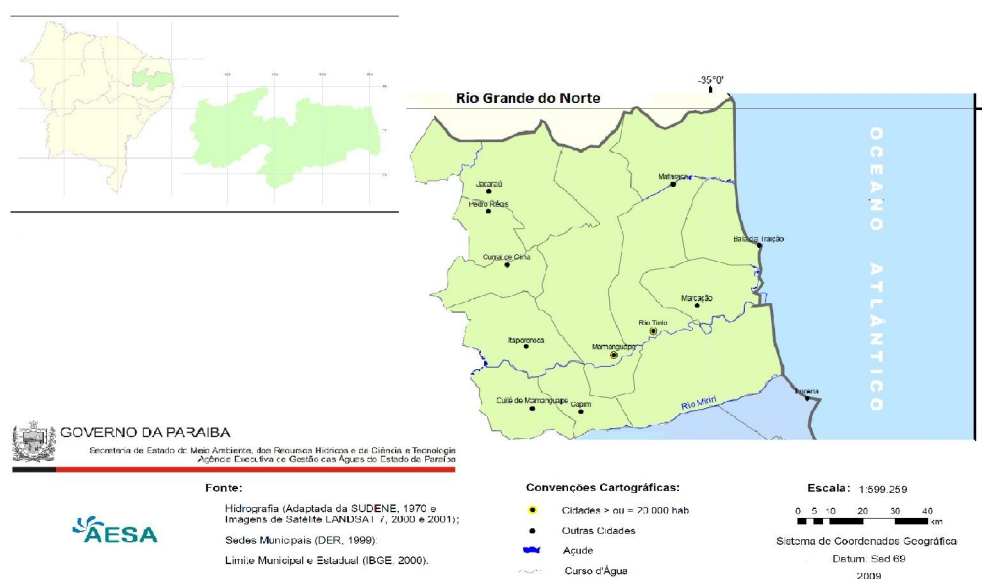 -35°0'
Rio Grande do Norte
Jacaraú
Mataraca
Pedro Régis
Baía da Traição
Curral de Cima
Marcação
Rio Tinto
Itapororoca
Mamanguape
Cuité de Mamanguape
Capim
Rio Miriri
Lucena
OCEANO ATLÂNTICO
GOVERNO DA PARAIBA
Secretaria de Estado do Meio Ambiente, dos Recursos Hídricos e da Ciência e Tecnologia
Agência Executiva de Gestão das Águas do Estado da Paraíba
AESA
Fonte:
Hidrografia (Adaptada da SUDENE, 1970 e
Imagens de Satélite LANDSAT 7, 2000 e 2001);
Sedes Municipais (DER, 1999);
Limite Municipal e Estadual (IBGE, 2000).
Convenções Cartográficas:
Cidades > ou = 20 000 hab
Outras Cidades
Açude
Curso d'Água
Escala: 1:599.259
0 5 10 20 30 40
km
Sistema de Coordenadas Geográfica
Datum: Sad 69
2009